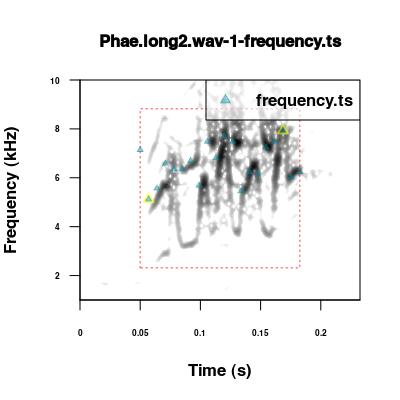 Phae.long2.wav-1-frequency.ts
frequency.ts
Frequency (kHz)
10
8
6
4
2
0 0.05 0.1 0.15 0.2
Time (s)